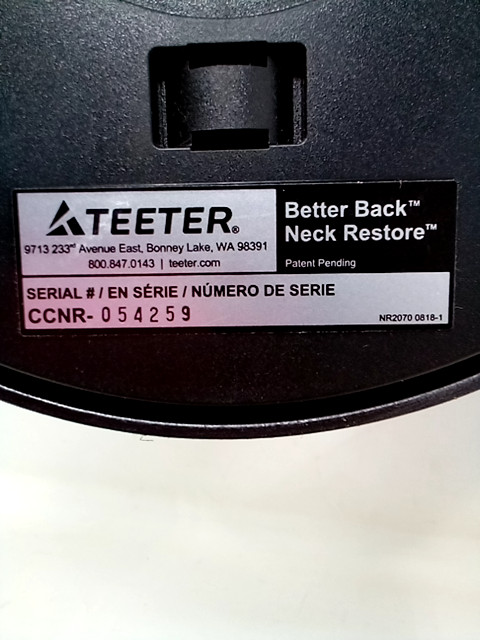 TEETER®
9713 233rd Avenue East, Bonney Lake, WA 98391
800.847.0143 | teeter.com
Better Back™
Neck Restore™
Patent Pending
SERIAL # / EN SÉRIE / NÚMERO DE SERIE
CCNR- 054259
NR2070 0818-1